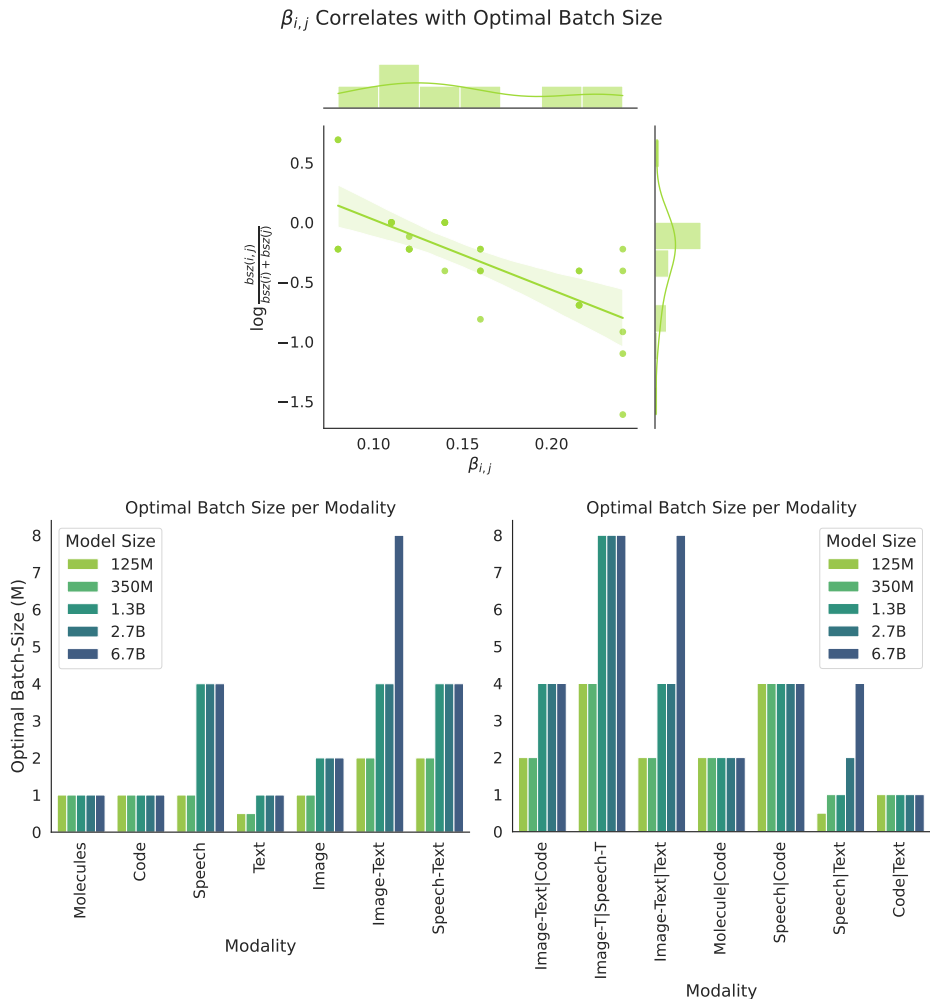 β_{i,j} Correlates with Optimal Batch Size
0.5
0.0
−0.5
−1.0
−1.5
log bsz(i,j) / bsz(i)+bsz(j)
0.10 0.15 0.20
β_{i,j}
Optimal Batch Size per Modality
Optimal Batch-Size (M)
8
7
6
5
4
3
2
1
0
Model Size
125M
350M
1.3B
2.7B
6.7B
Molecules
Code
Speech
Text
Image
Image-Text
Speech-Text
Modality
Optimal Batch Size per Modality
8
7
6
5
4
3
2
1
0
Model Size
125M
350M
1.3B
2.7B
6.7B
Image-Text|Code
Image-T|Speech-T
Image-Text|Text
Molecule|Code
Speech|Code
Speech|Text
Code|Text
Modality